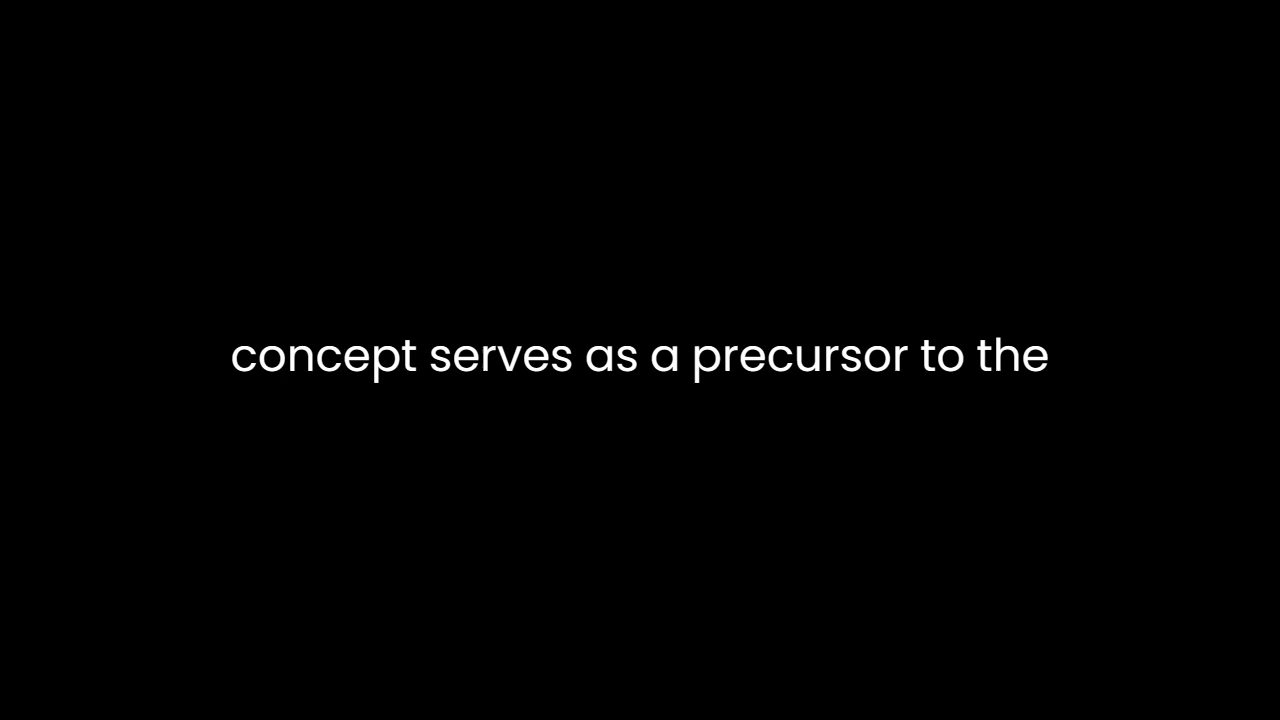 concept serves as a precursor to the